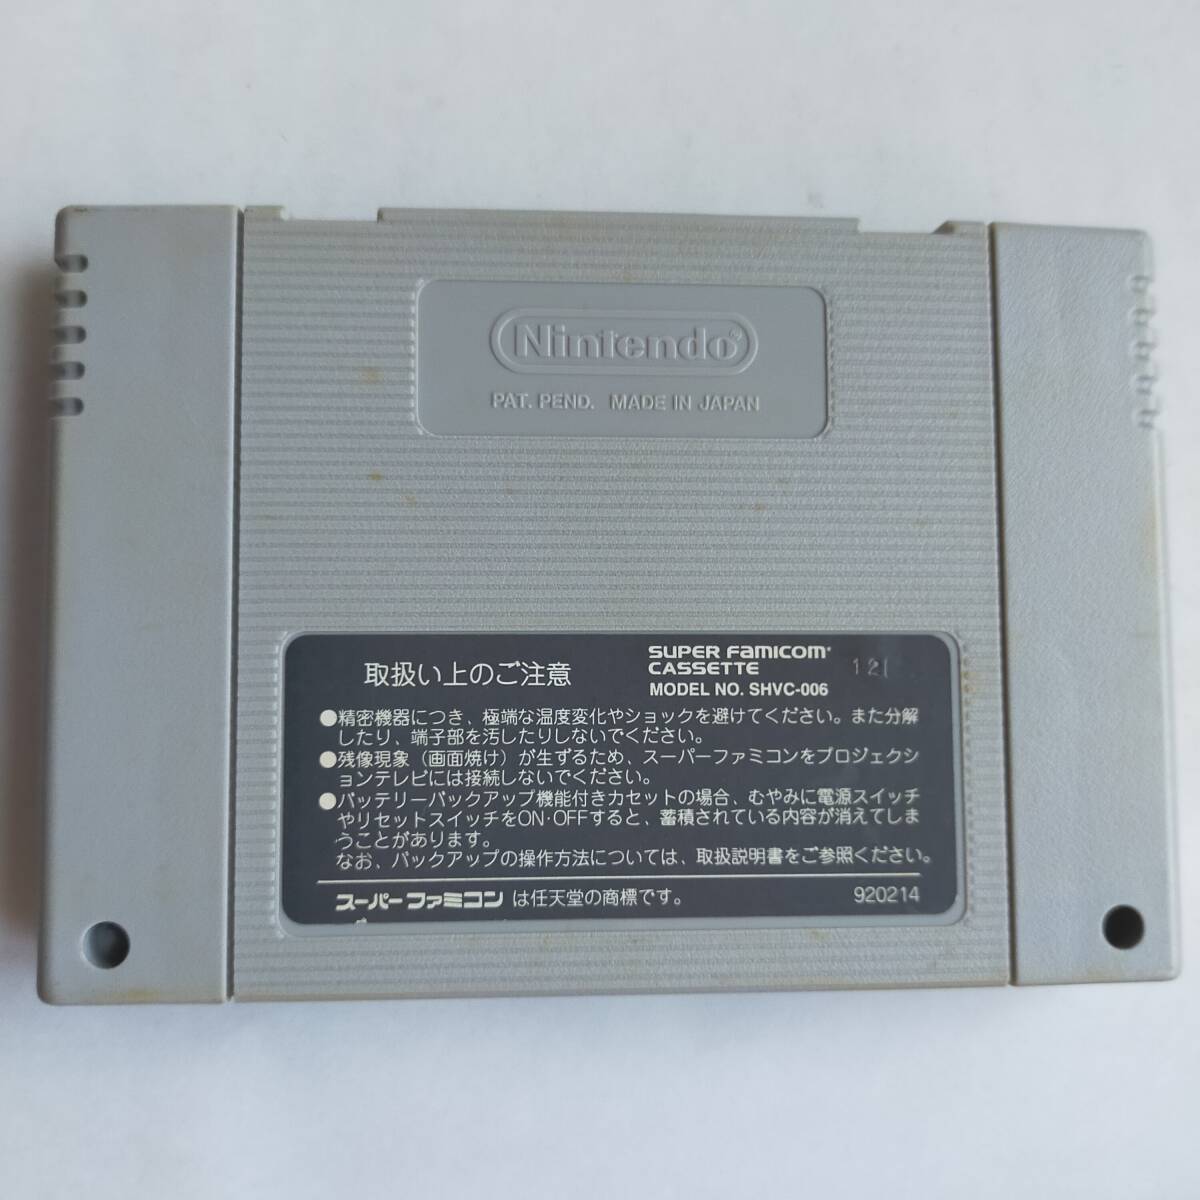 Nintendo®
PAT. PEND. MADE IN JAPAN
取扱い上のご注意
SUPER FAMICOM
CASSETTE
MODEL NO. SHVC-006
●精密機器につき、極端な温度変化やショックを避けてください。また分解
したり、端子部を汚したりしないでください。
●残像現象（画面焼け）が生ずるため、スーパーファミコンをプロジェクシ
ョンテレビには接続しないでください。
●バッテリーバックアップ機能付きカセットの場合、むやみに電源スイッチ
やリセットスイッチをON・OFFすると、蓄積されている内容が消えてしま
うことがあります。
なお、バックアップの操作方法については、取扱説明書をご参照ください。
スーパーファミコン は任天堂の商標です。
920214